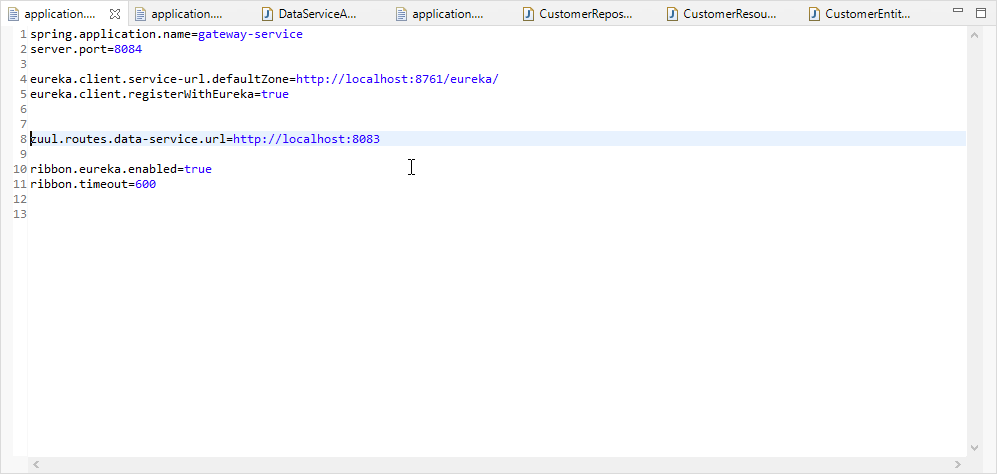 application.... application.... DataServiceA... application.... CustomerRepos... CustomerResou... CustomerEntit...
1 spring.application.name=gateway-service
2 server.port=8084
3
4 eureka.client.service-url.defaultZone=http://localhost:8761/eureka/
5 eureka.client.registerWithEureka=true
6
7
8 zuul.routes.data-service.url=http://localhost:8083
9
10 ribbon.eureka.enabled=true
11 ribbon.timeout=600
12
13